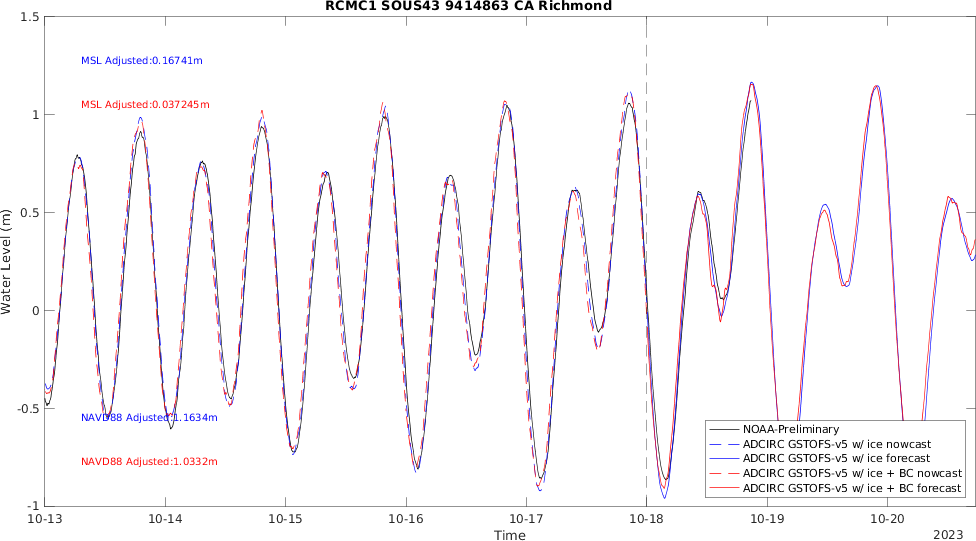 RCMC1 SOUS43 9414863 CA Richmond
1.5
MSL Adjusted:0.16741m
MSL Adjusted:0.037245m
1
0.5
Water Level (m)
0
-0.5
NAVD88 Adjusted:1.1634m
NOAA-Preliminary
ADCIRC GSTOFS-v5 w/ ice nowcast
ADCIRC GSTOFS-v5 w/ ice forecast
NAVD88 Adjusted:1.0332m
ADCIRC GSTOFS-v5 w/ ice + BC nowcast
ADCIRC GSTOFS-v5 w/ ice + BC forecast
-1
10-13 10-14 10-15 10-16 10-17 10-18 10-19 10-20
Time
2023